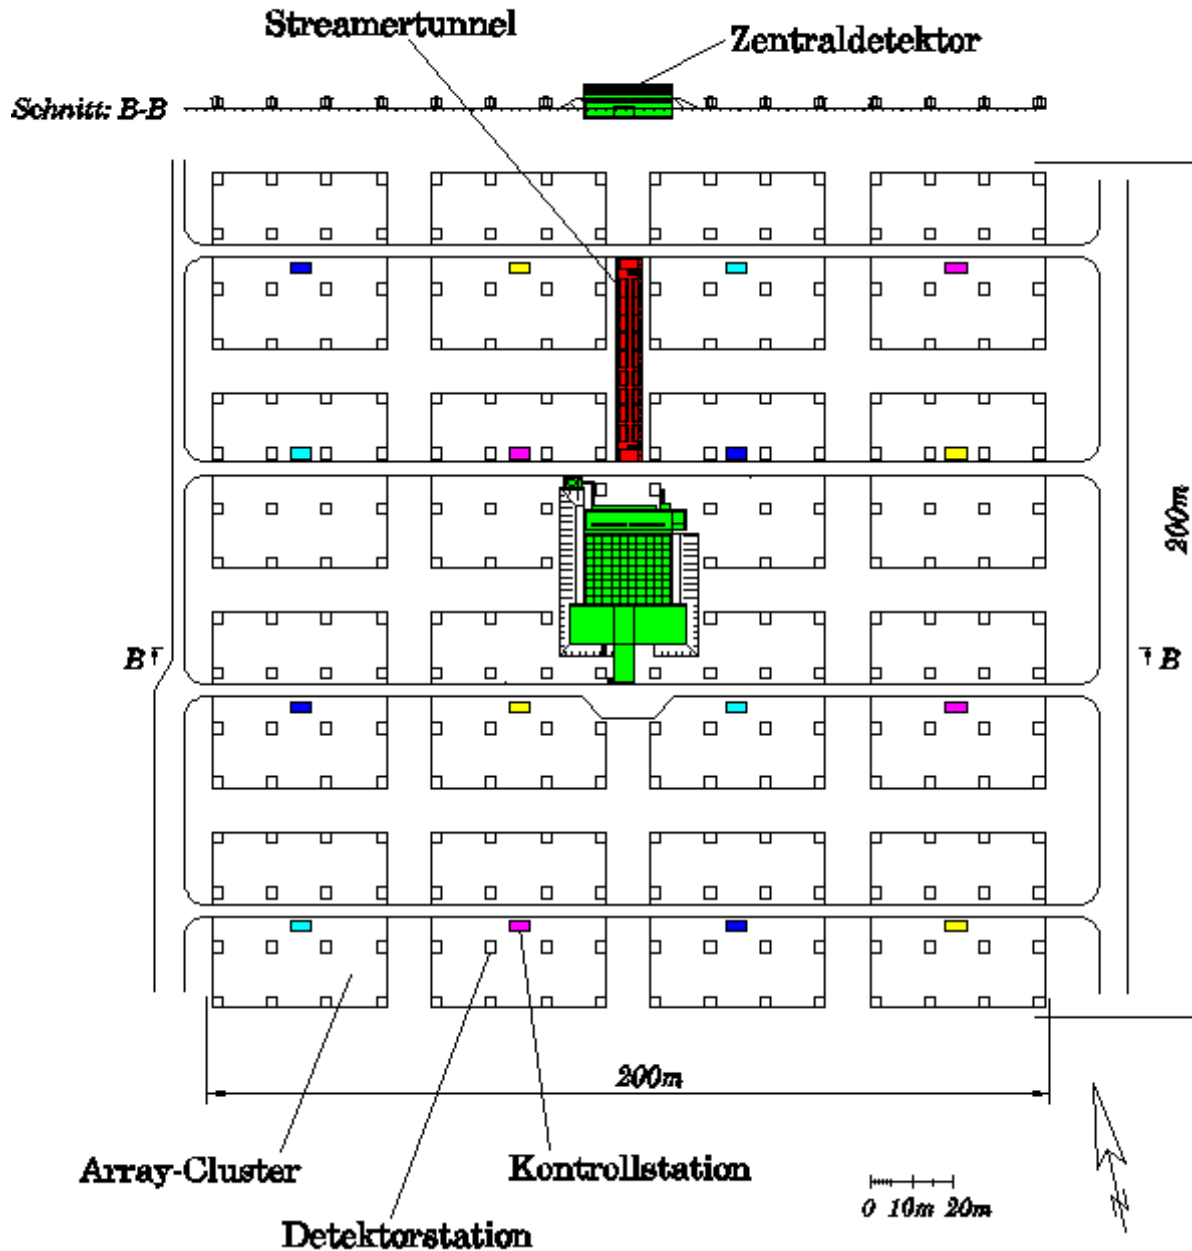 Streamertunnel
Zentraldetektor
Schnitt: B-B
200m
B
B
200m
Array-Cluster
Kontrollstation
Detektorstation
0 10m 20m
N